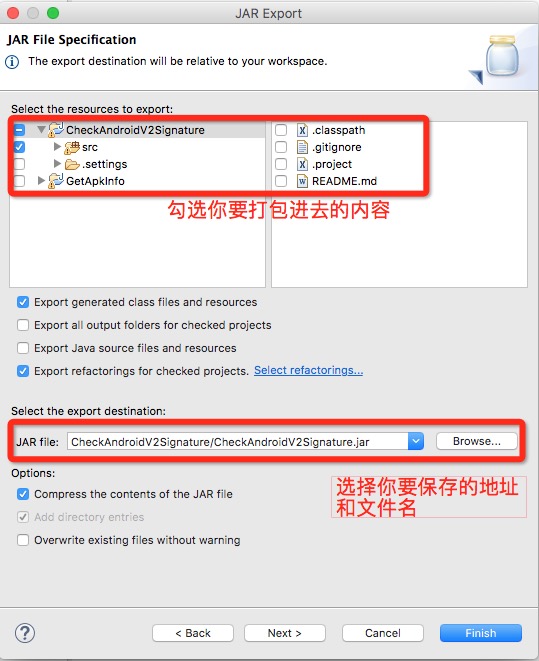 JAR Export
JAR File Specification
The export destination will be relative to your workspace.
Select the resources to export:
CheckAndroidV2Signature
src
.settings
GetApkInfo
.classpath
.gitignore
.project
README.md
勾选你要打包进去的内容
Export generated class files and resources
Export all output folders for checked projects
Export Java source files and resources
Export refactorings for checked projects. Select refactorings...
Select the export destination:
JAR file: CheckAndroidV2Signature/CheckAndroidV2Signature.jar Browse...
Options:
Compress the contents of the JAR file
Add directory entries
Overwrite existing files without warning
选择你要保存的地址
和文件名
? < Back Next > Cancel Finish